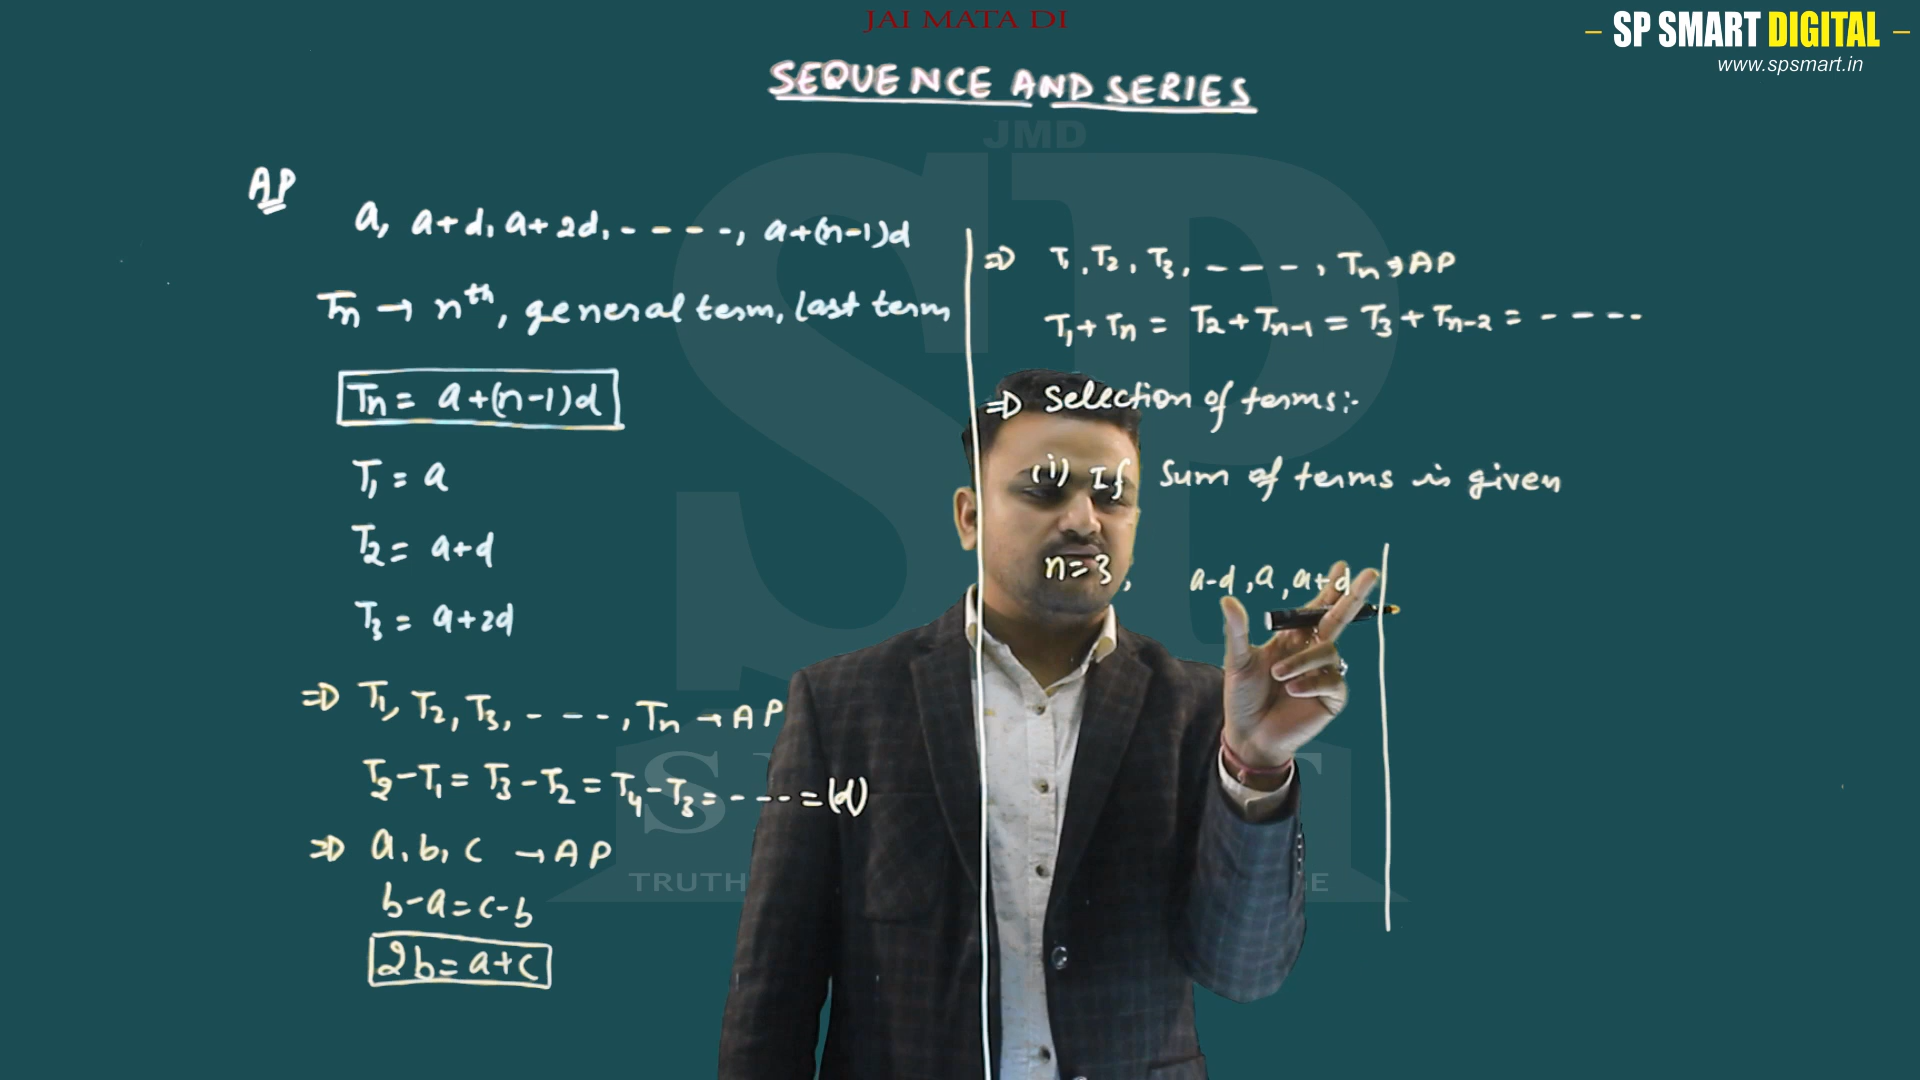 JAI MATA DI
SP SMART DIGITAL
www.spsmart.in
SEQUENCE AND SERIES
JMD
SP
AP
a, a+d, a+2d, - - - - -, a+(n-1)d
Tn → nth, general term, last term
Tn = a+(n-1)d
T1 = a
T2 = a+d
T3 = a+2d
⇒ T1, T2, T3, - - - -, Tn → AP
T2-T1 = T3-T2 = T4-T3 = - - - - = (d)
⇒ a, b, c → AP
b-a = c-b
2b = a+c
⇒ T1, T2, T3, - - - -, Tn → AP
T1+Tn = T2+Tn-1 = T3+Tn-2 = - - - - -
⇒ Selection of terms:-
(i) If Sum of terms is given
n=3, a-d, a, a+d
TRUTH